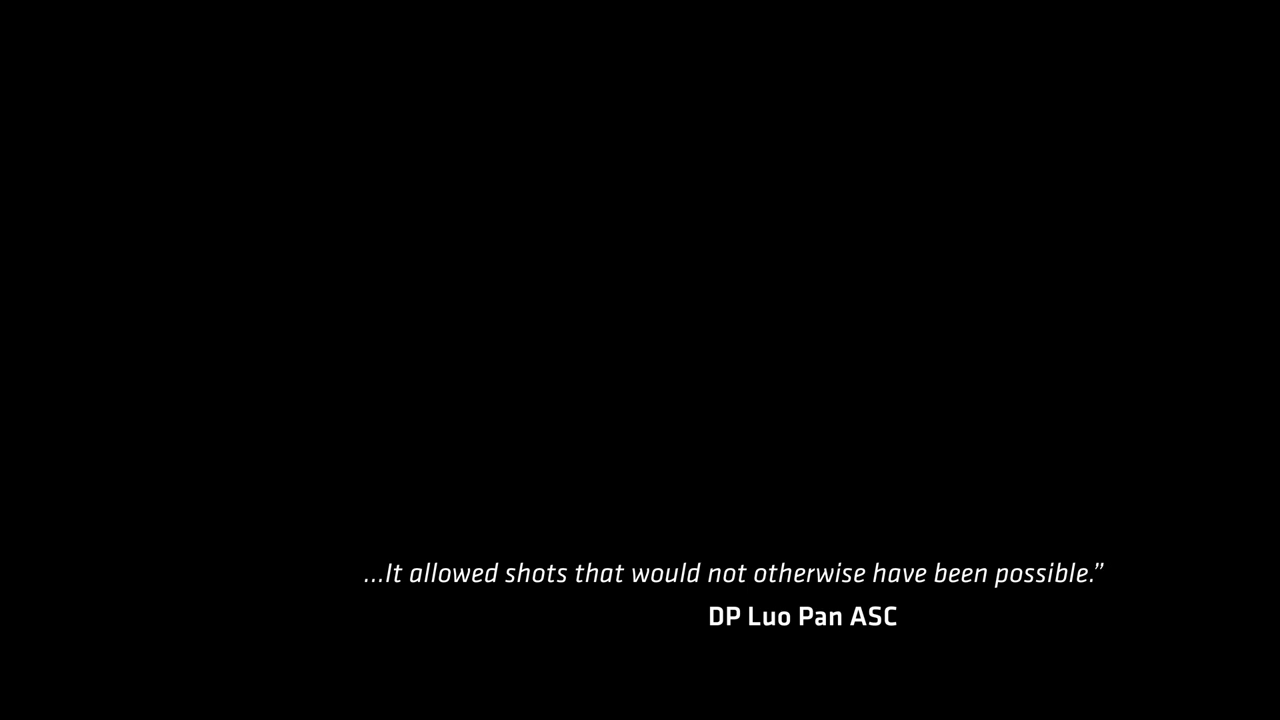 ...It allowed shots that would not otherwise have been possible.”
DP Luo Pan ASC